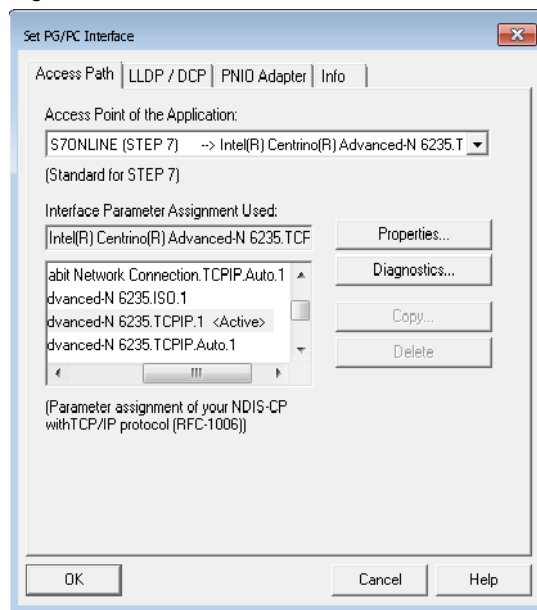 Set PG/PC Interface
Access Path LLDP / DCP PNIO Adapter Info
Access Point of the Application:
S7ONLINE (STEP 7) --> Intel(R) Centrino(R) Advanced-N 6235.T
(Standard for STEP 7)
Interface Parameter Assignment Used:
Intel(R) Centrino(R) Advanced-N 6235.TCF
Properties...
abit Network Connection.TCPIP.Auto.1
Diagnostics...
dvanced-N 6235.ISO.1
dvanced-N 6235.TCPIP.1 <Active>
Copy...
dvanced-N 6235.TCPIP.Auto.1
Delete
(Parameter assignment of your NDIS-CP
withTCP/IP protocol (RFC-1006))
OK Cancel Help